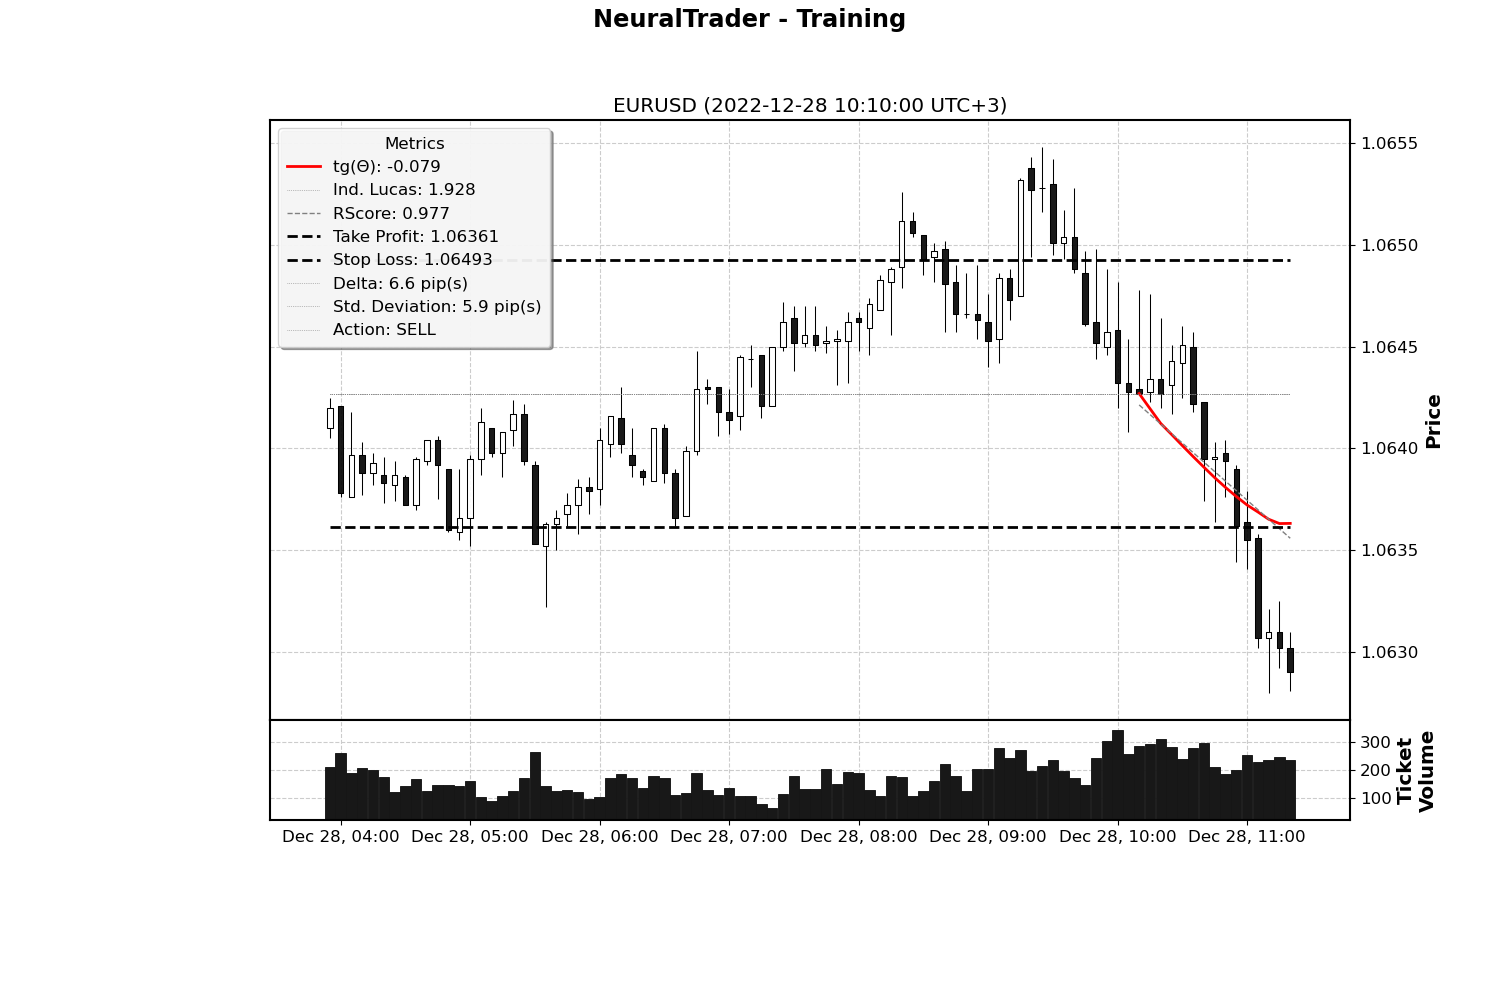 NeuralTrader - Training
EURUSD (2022-12-28 10:10:00 UTC+3)
Metrics
tg(Θ): -0.079
Ind. Lucas: 1.928
RScore: 0.977
Take Profit: 1.06361
Stop Loss: 1.06493
Delta: 6.6 pip(s)
Std. Deviation: 5.9 pip(s)
Action: SELL
1.0655
1.0650
1.0645
1.0640
1.0635
1.0630
Price
300
200
100
Ticket
Volume
Dec 28, 04:00 Dec 28, 05:00 Dec 28, 06:00 Dec 28, 07:00 Dec 28, 08:00 Dec 28, 09:00 Dec 28, 10:00 Dec 28, 11:00